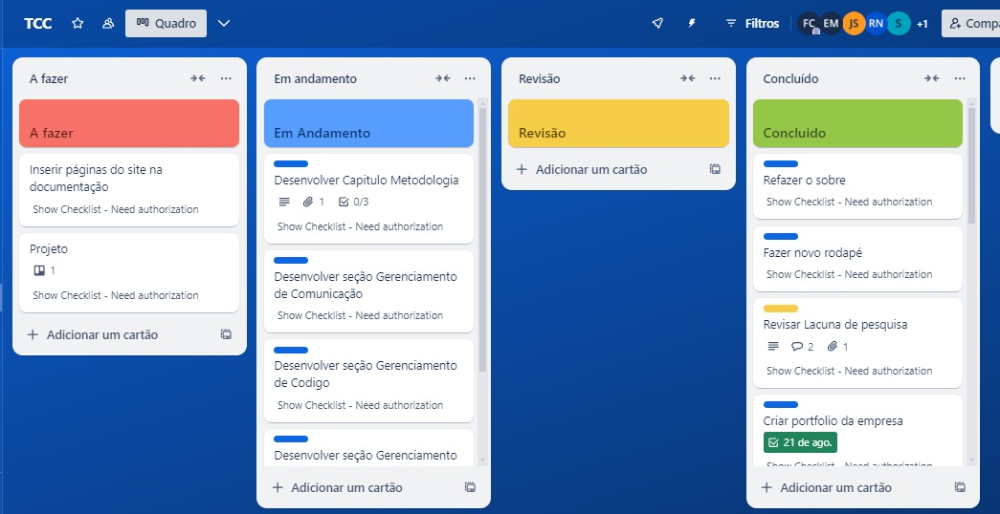 TCC
Quadro
Filtros
FC
EM
JS
RN
S
+1
A fazer
A fazer
Inserir páginas do site na
documentação
Show Checklist - Need authorization
Projeto
1
Show Checklist - Need authorization
+ Adicionar um cartão
Em andamento
Em Andamento
Desenvolver Capitulo Metodologia
1
0/3
Show Checklist - Need authorization
Desenvolver seção Gerenciamento
de Comunicação
Show Checklist - Need authorization
Desenvolver seção Gerenciamento
de Codigo
Show Checklist - Need authorization
Desenvolver seção Gerenciamento
+ Adicionar um cartão
Revisão
Revisão
+ Adicionar um cartão
Concluído
Concluido
Refazer o sobre
Show Checklist - Need authorization
Fazer novo rodapé
Show Checklist - Need authorization
Revisar Lacuna de pesquisa
2
1
Show Checklist - Need authorization
Criar portfolio da empresa
21 de ago.
Show Checklist - Need authorization
+ Adicionar um cartão